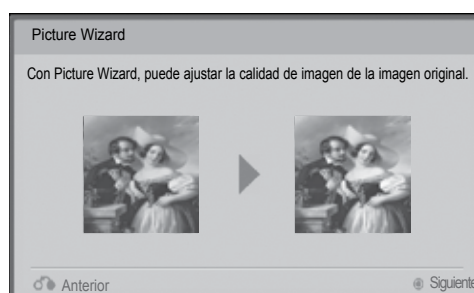 Picture Wizard
Con Picture Wizard, puede ajustar la calidad de imagen de la imagen original.
Anterior
Siguiente